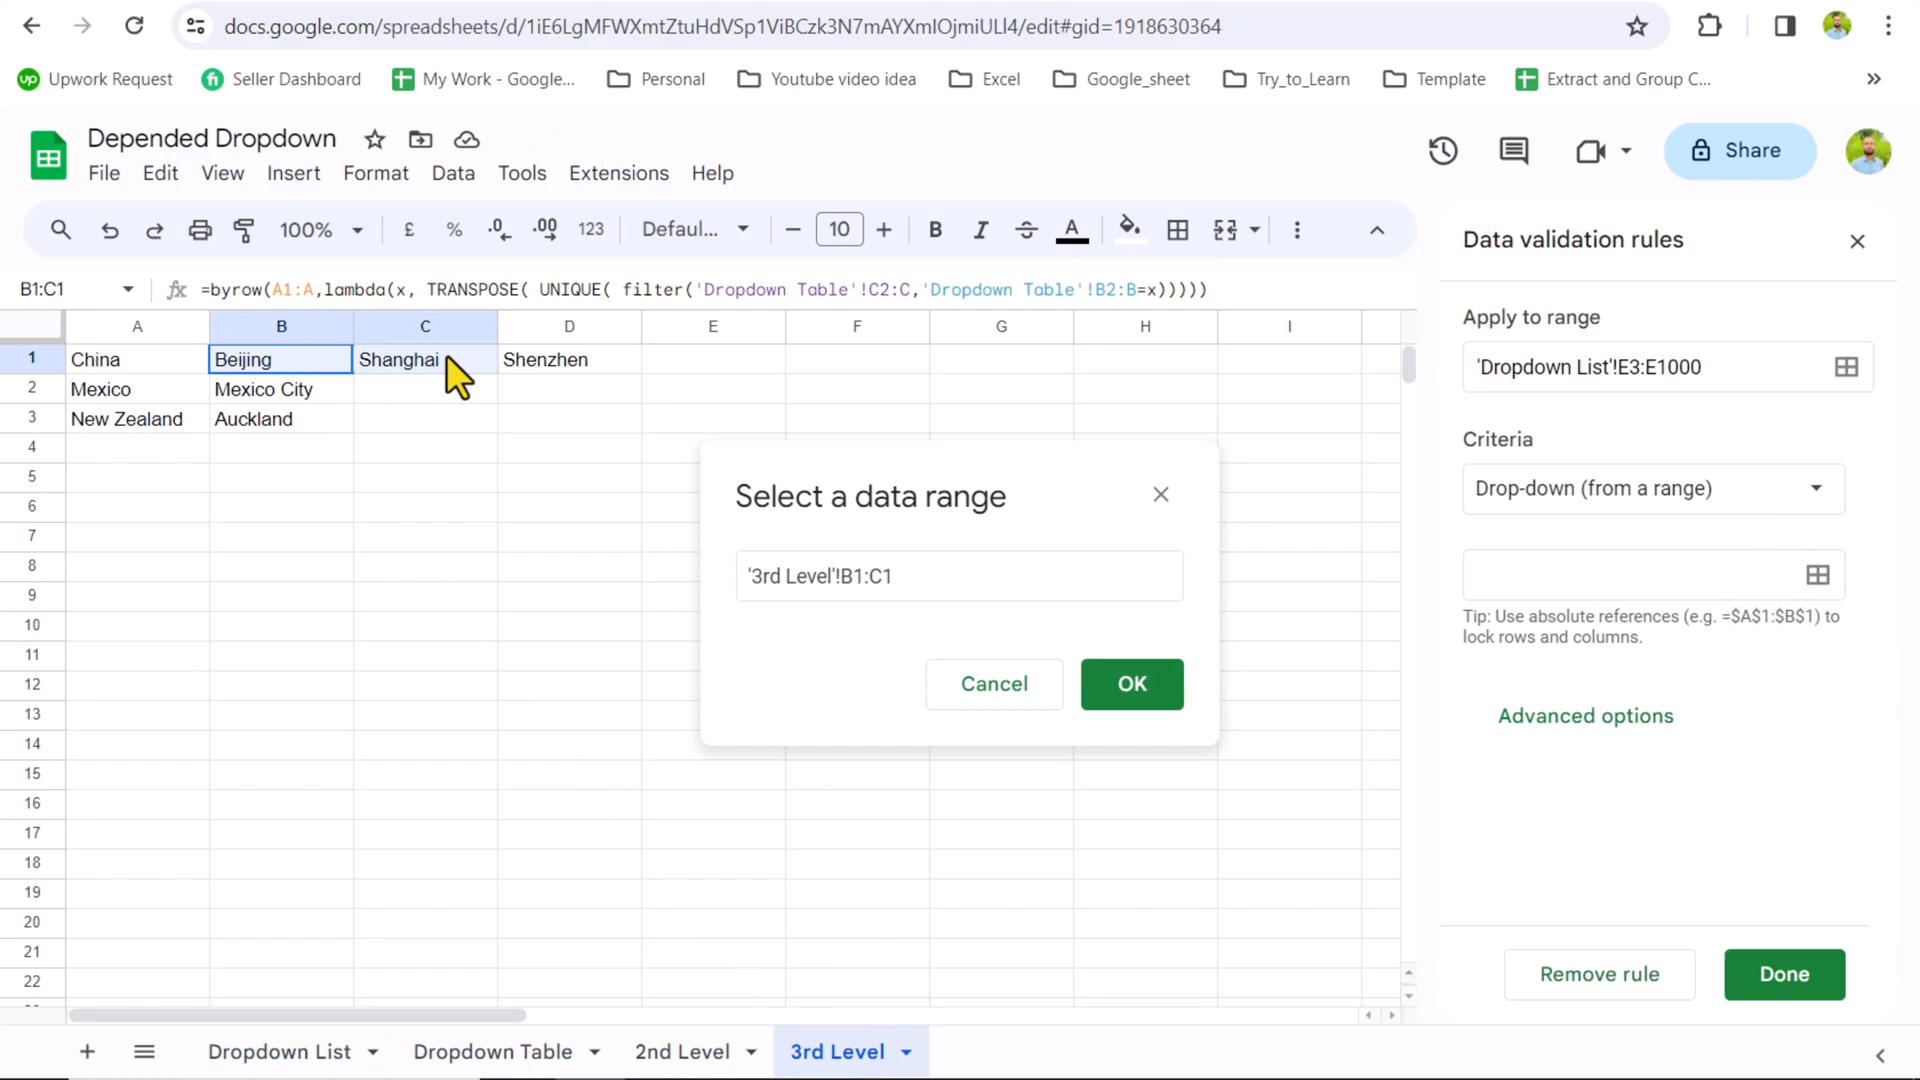 docs.google.com/spreadsheets/d/1iE6LgMFWXmtZtuHdVSp1ViBCzk3N7mAYXmIOjmiULl4/edit#gid=1918630364
up Upwork Request
fi Seller Dashboard
My Work - Google...
Personal
Youtube video idea
Excel
Google_sheet
Try_to_Learn
Template
Extract and Group C...
Depended Dropdown
File Edit View Insert Format Data Tools Extensions Help
Share
100% £ % .0 .00 123 Defaul... 10 B I A
B1:C1 fx =byrow(A1:A,lambda(x, TRANSPOSE( UNIQUE( filter('Dropdown Table'!C2:C,'Dropdown Table'!B2:B=x)))))
A B C D E F G H I
1 China Beijing Shanghai Shenzhen
2 Mexico Mexico City
3 New Zealand Auckland
4
5
6
7
8
9
10
11
12
13
14
15
16
17
18
19
20
21
22
Select a data range
'3rd Level'!B1:C1
Cancel OK
Data validation rules
Apply to range
'Dropdown List'!E3:E1000
Criteria
Drop-down (from a range)
Tip: Use absolute references (e.g. =$A$1:$B$1) to
lock rows and columns.
Advanced options
Remove rule Done
Dropdown List Dropdown Table 2nd Level 3rd Level